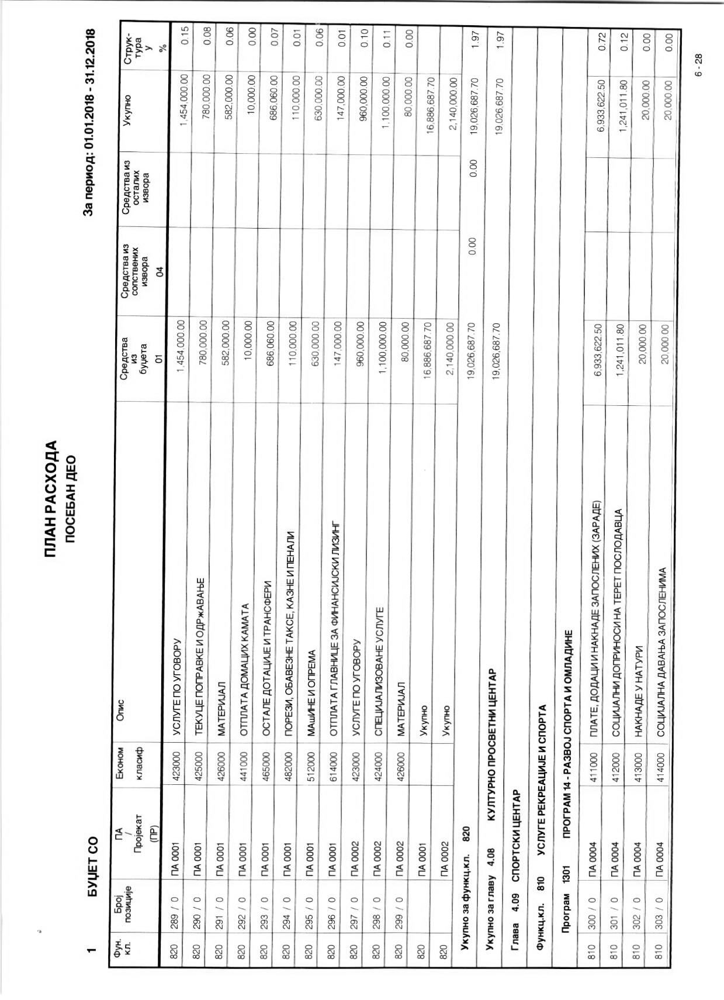 ПЛАН РАСХОДА
ПОСЕБАН ДЕО
1 БУЏЕТ СО За период: 01.01.2018 - 31.12.2018
Фун. кл. Број позиције ПА / Пројекат (ПР) Економ класиф Опис Средства из буџета 01 Средства из сопствених извора 04 Средства из осталих извора Укупно Струк- тура у %
820 289 / 0 ПА 0001 423000 УСЛУГЕ ПО УГОВОРУ 1,454,000.00 1,454,000.00 0.15
820 290 / 0 ПА 0001 425000 ТЕКУЦЕ ПОПРАВКЕ И ОДРжАВАЊЕ 780,000.00 780,000.00 0.08
820 291 / 0 ПА 0001 426000 МАТЕРИЈАЛ 582,000.00 582,000.00 0.06
820 292 / 0 ПА 0001 441000 ОТПЛАТА ДОМАЦИХ КАМАТА 10,000.00 10,000.00 0.00
820 293 / 0 ПА 0001 465000 ОСТАЛЕ ДОТАЦИЈЕ И ТРАНСФЕРИ 686,060.00 686,060.00 0.07
820 294 / 0 ПА 0001 482000 ПОРЕЗИ, ОБАВЕЗНЕ ТАКСЕ, КАЗНЕ И ПЕНАЛИ 110,000.00 110,000.00 0.01
820 295 / 0 ПА 0001 512000 МАшИНЕ И ОПРЕМА 630,000.00 630,000.00 0.06
820 296 / 0 ПА 0001 614000 ОТПЛАТА ГЛАВНИЦЕ ЗА ФИНАНСИЈСКИ ЛИЗИНГ 147,000.00 147,000.00 0.01
820 297 / 0 ПА 0002 423000 УСЛУГЕ ПО УГОВОРУ 960,000.00 960,000.00 0.10
820 298 / 0 ПА 0002 424000 СПЕЦИЈАЛИЗОВАНЕ УСЛУГЕ 1,100,000.00 1,100,000.00 0.11
820 299 / 0 ПА 0002 426000 МАТЕРИЈАЛ 80,000.00 80,000.00 0.00
820 ПА 0001 Укупно 16,886,687.70 16,886,687.70
820 ПА 0002 Укупно 2,140,000.00 2,140,000.00
Укупно за функц.кл. 820 19,026,687.70 0.00 0.00 19,026,687.70 1.97
Укупно за главу 4.08 КУЛТУРНО ПРОСВЕТНИ ЦЕНТАР 19,026,687.70 19,026,687.70 1.97
Глава 4.09 СПОРТСКИ ЦЕНТАР
Функц.кл. 810 УСЛУГЕ РЕКРЕАЦИЈЕ И СПОРТА
Програм 1301 ПРОГРАМ 14 - РАЗВОЈ СПОРТА И ОМЛАДИНЕ
810 300 / 0 ПА 0004 411000 ПЛАТЕ, ДОДАЦИ И НАКНАДЕ ЗАПОСЛЕНИХ (ЗАРАДЕ) 6,933,622.50 6,933,622.50 0.72
810 301 / 0 ПА 0004 412000 СОЦИЈАЛНИ ДОПРИНОСИ НА ТЕРЕТ ПОСЛОДАВЦА 1,241,011.80 1,241,011.80 0.12
810 302 / 0 ПА 0004 413000 НАКНАДЕ У НАТУРИ 20,000.00 20,000.00 0.00
810 303 / 0 ПА 0004 414000 СОЦИЈАЛНА ДАВАЊА ЗАПОСЛЕНИМА 20,000.00 20,000.00 0.00
6 - 28